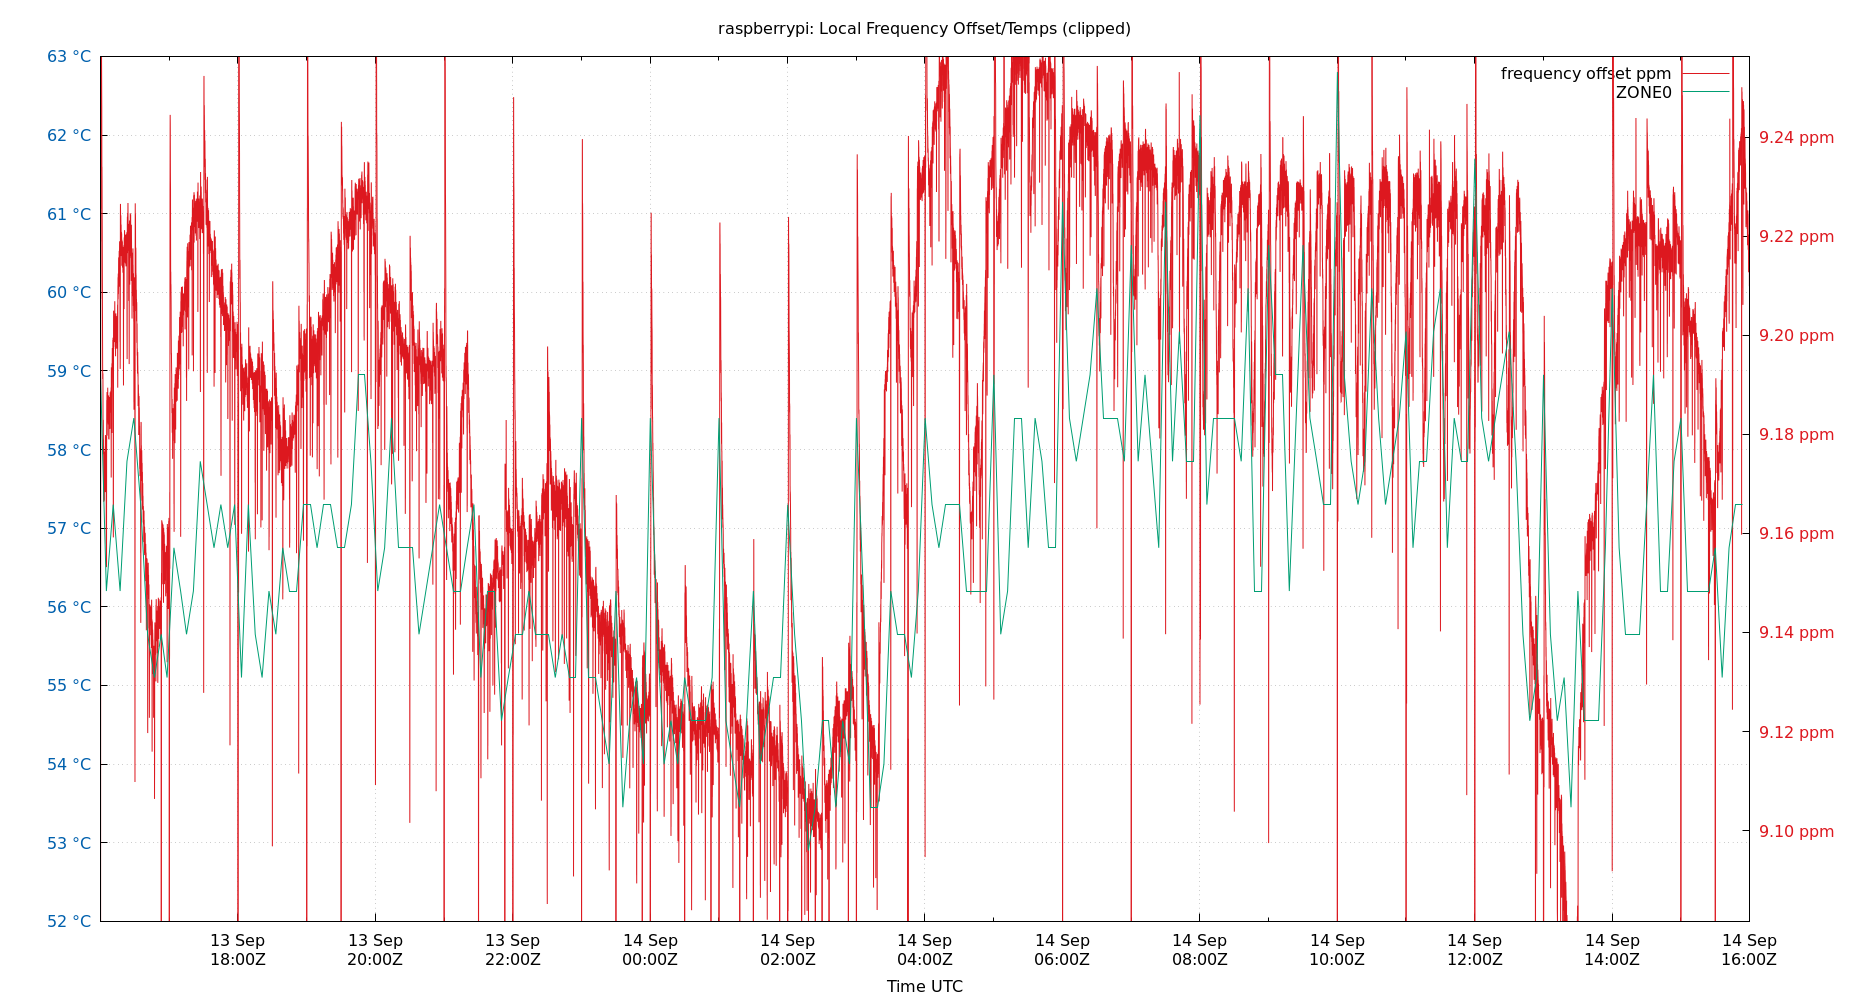 raspberrypi: Local Frequency Offset/Temps (clipped)
63 °C
62 °C
61 °C
60 °C
59 °C
58 °C
57 °C
56 °C
55 °C
54 °C
53 °C
52 °C
frequency offset ppm
ZONE0
9.24 ppm
9.22 ppm
9.20 ppm
9.18 ppm
9.16 ppm
9.14 ppm
9.12 ppm
9.10 ppm
13 Sep
18:00Z
13 Sep
20:00Z
13 Sep
22:00Z
14 Sep
00:00Z
14 Sep
02:00Z
14 Sep
04:00Z
14 Sep
06:00Z
14 Sep
08:00Z
14 Sep
10:00Z
14 Sep
12:00Z
14 Sep
14:00Z
14 Sep
16:00Z
Time UTC